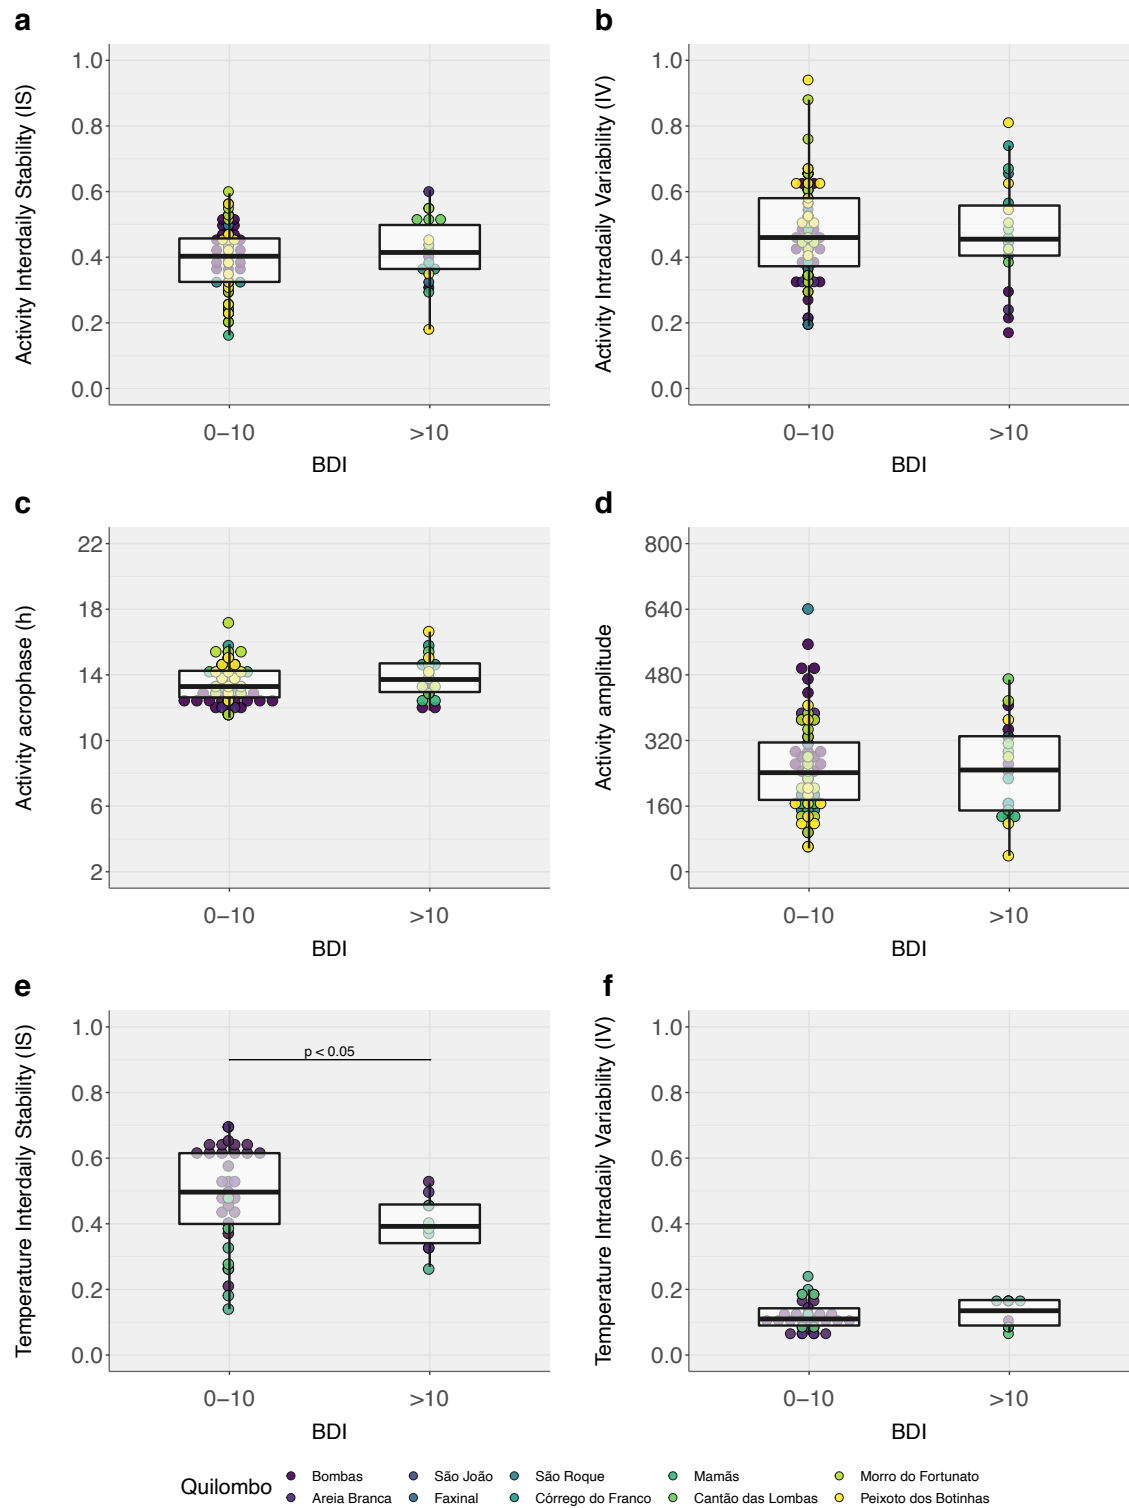 a
b
Activity Interdaily Stability (IS)
1.0
0.8
0.6
0.4
0.2
0.0
0−10
>10
BDI
Activity Intradaily Variability (IV)
1.0
0.8
0.6
0.4
0.2
0.0
0−10
>10
BDI
c
d
Activity acrophase (h)
22
18
14
10
6
2
0−10
>10
BDI
Activity amplitude
800
640
480
320
160
0
0−10
>10
BDI
e
f
Temperature Interdaily Stability (IS)
1.0
0.8
0.6
0.4
0.2
0.0
p < 0.05
0−10
>10
BDI
Temperature Intradaily Variability (IV)
1.0
0.8
0.6
0.4
0.2
0.0
0−10
>10
BDI
Quilombo
Bombas
São João
São Roque
Mamãs
Morro do Fortunato
Areia Branca
Faxinal
Córrego do Franco
Cantão das Lombas
Peixoto dos Botinhas